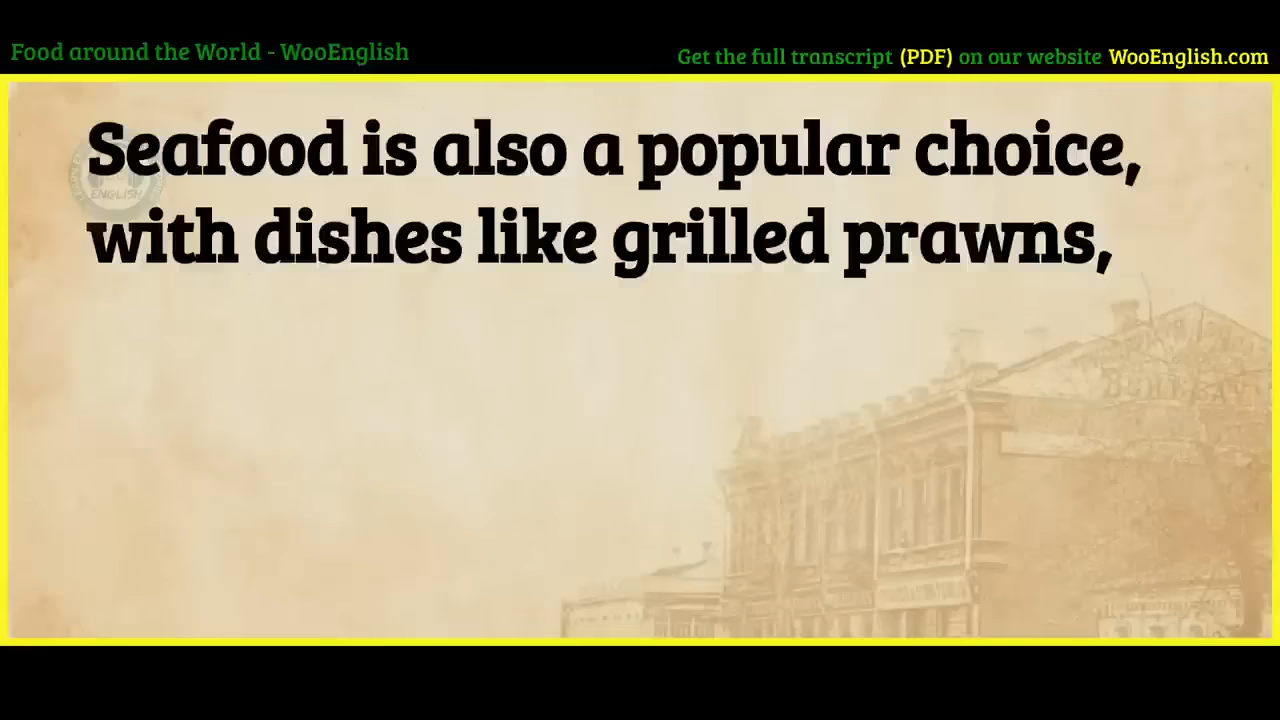 Food around the World - WooEnglish
Get the full transcript (PDF) on our website WooEnglish.com
Seafood is also a popular choice,
with dishes like grilled prawns,
ENGLISH